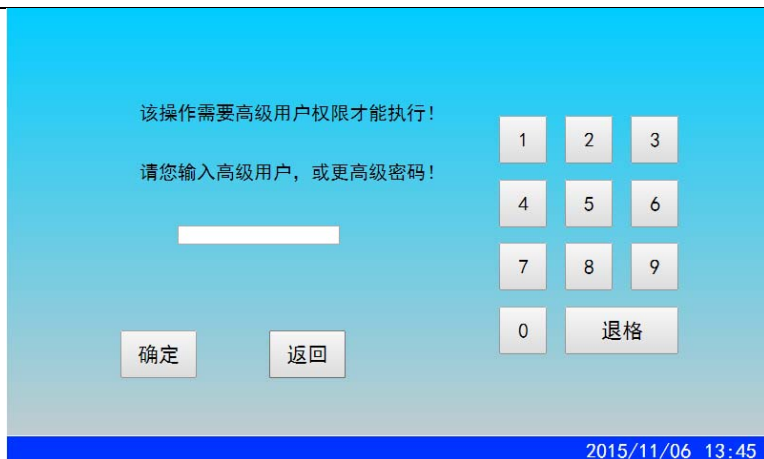 该操作需要高级用户权限才能执行！
请您输入高级用户，或更高级密码！
1 2 3
4 5 6
7 8 9
0 退格
确定 返回
2015/11/06 13:45